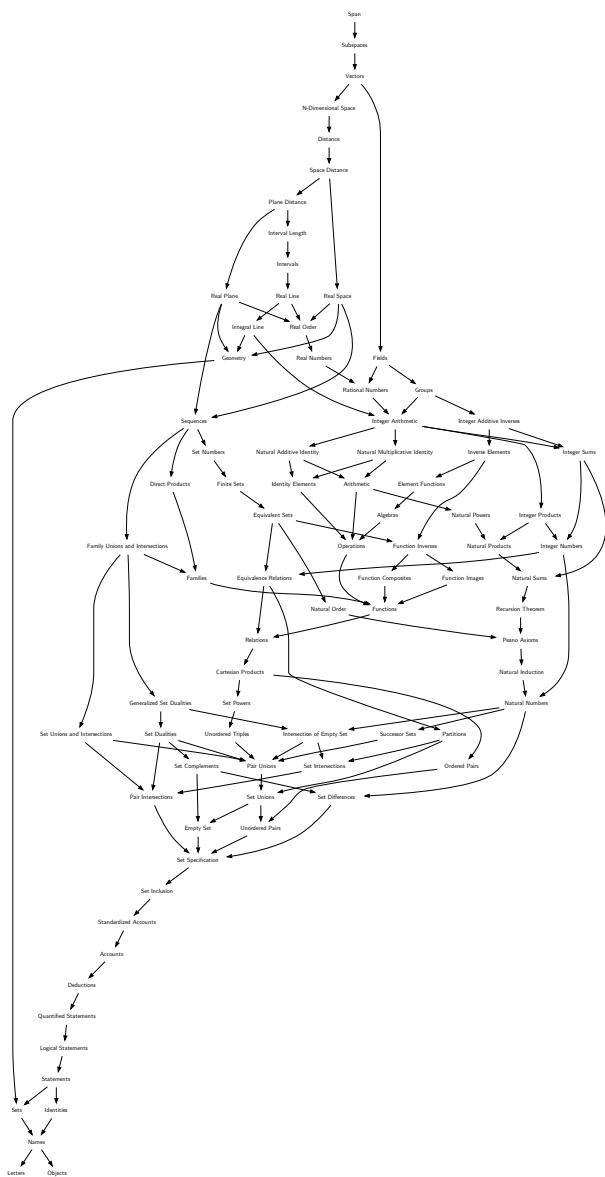 Span
Subspaces
Vectors
N-Dimensional Space
Distance
Space Distance
Plane Distance
Interval Length
Intervals
Real Plane Real Line Real Space
Integral Line Real Order
Geometry Real Numbers Fields
Rational Numbers Groups
Sequences Integer Arithmetic Integer Additive Inverses
Set Numbers Natural Additive Identity Natural Multiplicative Identity Inverse Elements Integer Sums
Direct Products Finite Sets Identity Elements Arithmetic Element Functions
Equivalent Sets Algebras Natural Powers Integer Products
Family Unions and Intersections Operations Function Inverses Natural Products Integer Numbers
Families Equivalence Relations Function Composites Function Images Natural Sums
Natural Order Functions Recursion Theorem
Relations Peano Axioms
Cartesian Products Natural Induction
Generalized Set Dualities Set Powers Natural Numbers
Set Unions and Intersections Set Dualities Unordered Triples Intersection of Empty Set Successor Sets Partitions
Set Complements Pair Unions Set Intersections Ordered Pairs
Pair Intersections Set Unions Set Differences
Empty Set Unordered Pairs
Set Specification
Set Inclusion
Standardized Accounts
Accounts
Deductions
Quantified Statements
Logical Statements
Statements
Sets Identities
Names
Letters Objects